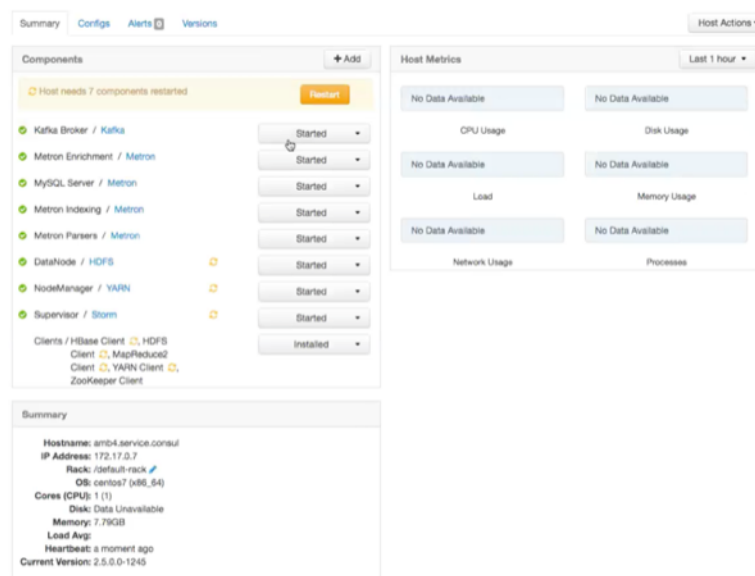 Summary Configs Alerts 0 Versions Host Actions
Components + Add
Host needs 7 components restarted Restart
Kafka Broker / Kafka Started
Metron Enrichment / Metron Started
MySQL Server / Metron Started
Metron Indexing / Metron Started
Metron Parsers / Metron Started
DataNode / HDFS Started
NodeManager / YARN Started
Supervisor / Storm Started
Clients / HBase Client , HDFS Installed
Client , MapReduce2
Client , YARN Client ,
ZooKeeper Client
Host Metrics Last 1 hour
No Data Available No Data Available
CPU Usage Disk Usage
No Data Available No Data Available
Load Memory Usage
No Data Available No Data Available
Network Usage Processes
Summary
Hostname: amb4.service.consul
IP Address: 172.17.0.7
Rack: /default-rack
OS: centos7 (x86_64)
Cores (CPU): 1 (1)
Disk: Data Unavailable
Memory: 7.79GB
Load Avg:
Heartbeat: a moment ago
Current Version: 2.5.0.0-1245